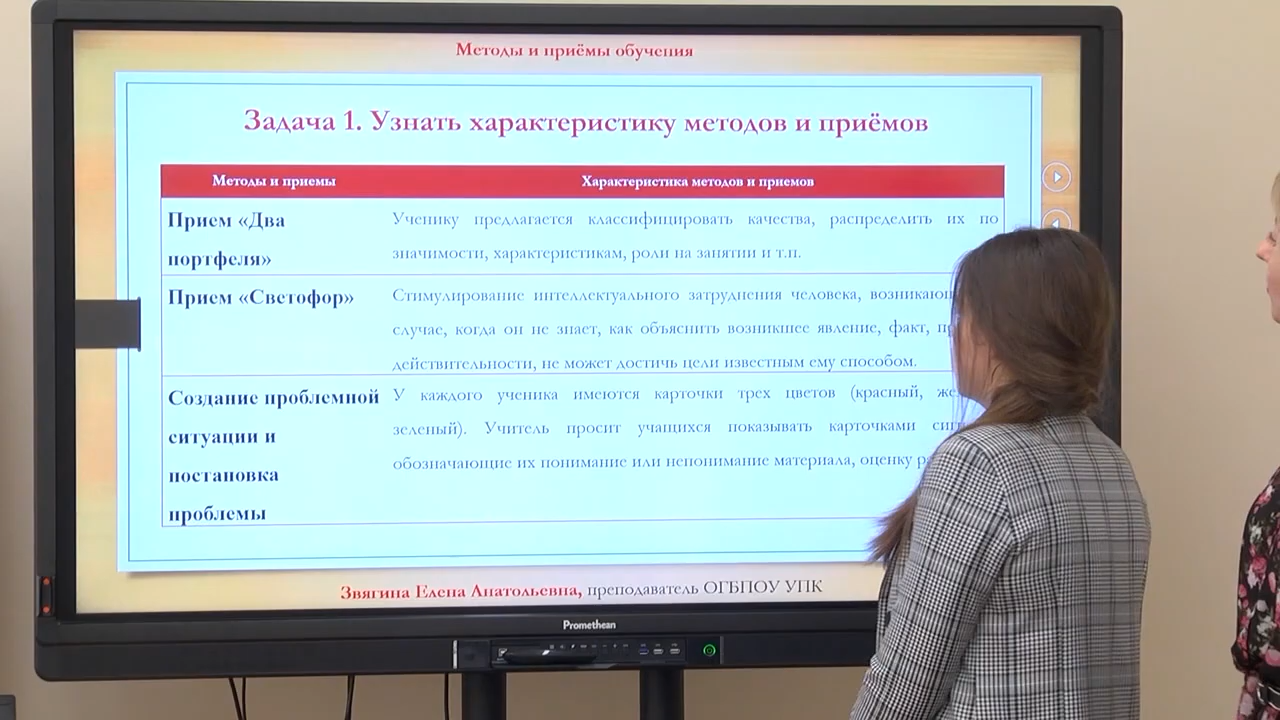 Методы и приёмы обучения
Задача 1. Узнать характеристику методов и приёмов
Методы и приемы
Характеристика методов и приемов
Прием «Два
портфеля»
Ученику предлагается классифицировать качества, распределить их по
значимости, характеристикам, роли на занятии и т.п.
Прием «Светофор»
Стимулирование интеллектуального затруднения человека,
случае, когда он не знает, как объяснить возникшее явление, факт,
действительности, не может достичь цели известным ему способом.
Создание проблемной
ситуации и
постановка
проблемы
У каждого ученика имеются карточки трех цветов (красный,
зеленый). Учитель просит учащихся показывать карточками
обозначающие их понимание или непонимание материала, оценку
Звягина Елена Анатольевна, преподаватель ОГБПОУ УПК
Promethean